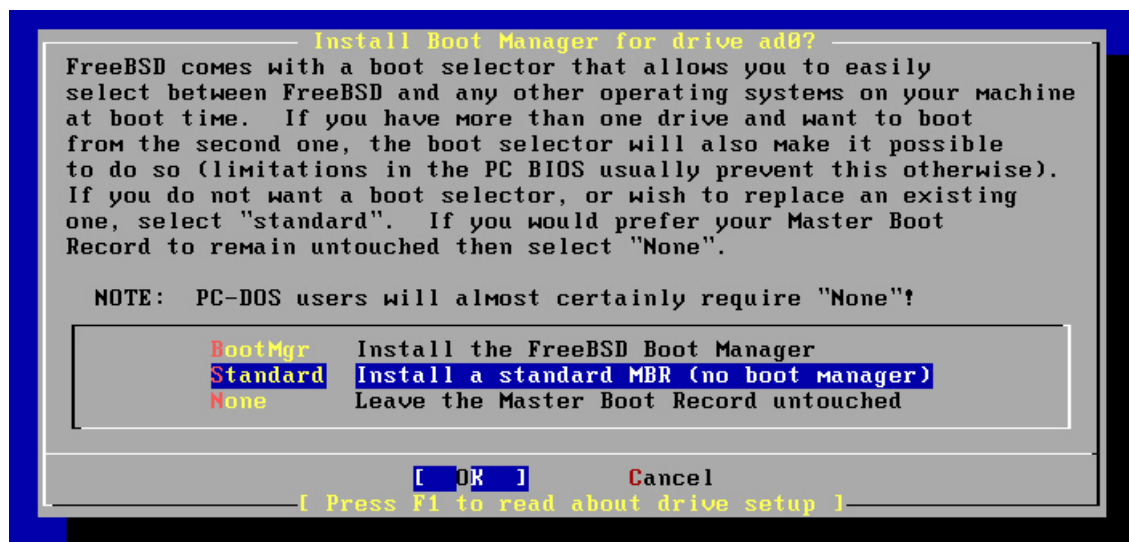 Install Boot Manager for drive ad0?
FreeBSD comes with a boot selector that allows you to easily
select between FreeBSD and any other operating systems on your machine
at boot time.  If you have more than one drive and want to boot
from the second one, the boot selector will also make it possible
to do so (limitations in the PC BIOS usually prevent this otherwise).
If you do not want a boot selector, or wish to replace an existing
one, select "standard".  If you would prefer your Master Boot
Record to remain untouched then select "None".
NOTE:  PC-DOS users will almost certainly require "None"!
BootMgr   Install the FreeBSD Boot Manager
Standard  Install a standard MBR (no boot manager)
None      Leave the Master Boot Record untouched
[  OK  ]       Cancel
[ Press F1 to read about drive setup ]